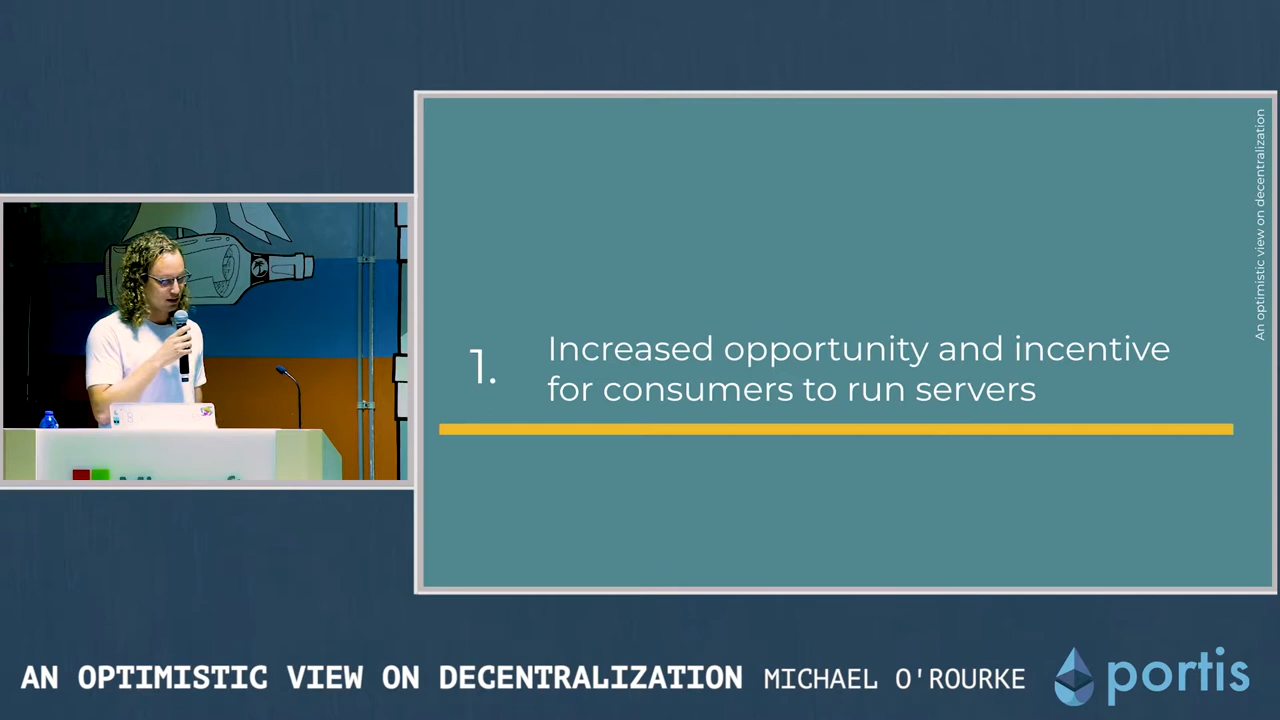 An optimistic view on decentralization
1. Increased opportunity and incentive
for consumers to run servers
AN OPTIMISTIC VIEW ON DECENTRALIZATION MICHAEL O'ROURKE
portis